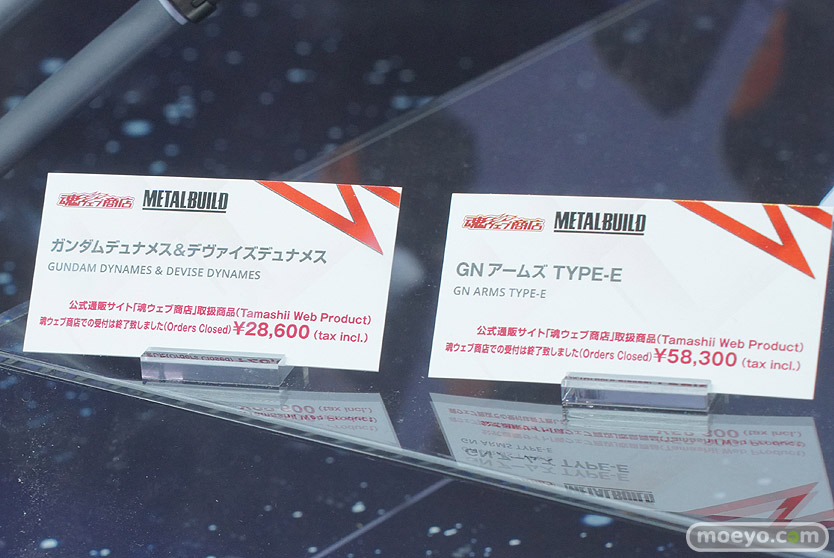 魂ウェブ商店 METALBUILD
ガンダムデュナメス&デヴァイズデュナメス
GUNDAM DYNAMES & DEVISE DYNAMES
公式通販サイト「魂ウェブ商店」取扱商品(Tamashii Web Product)
魂ウェブ商店での受付は終了致しました(Orders Closed) ¥28,600 (tax incl.)
魂ウェブ商店 METALBUILD
GN アームズ TYPE-E
GN ARMS TYPE-E
公式通販サイト「魂ウェブ商店」取扱商品(Tamashii Web Product)
魂ウェブ商店での受付は終了致しました(Orders Closed) ¥58,300 (tax incl.)
moeyo.com